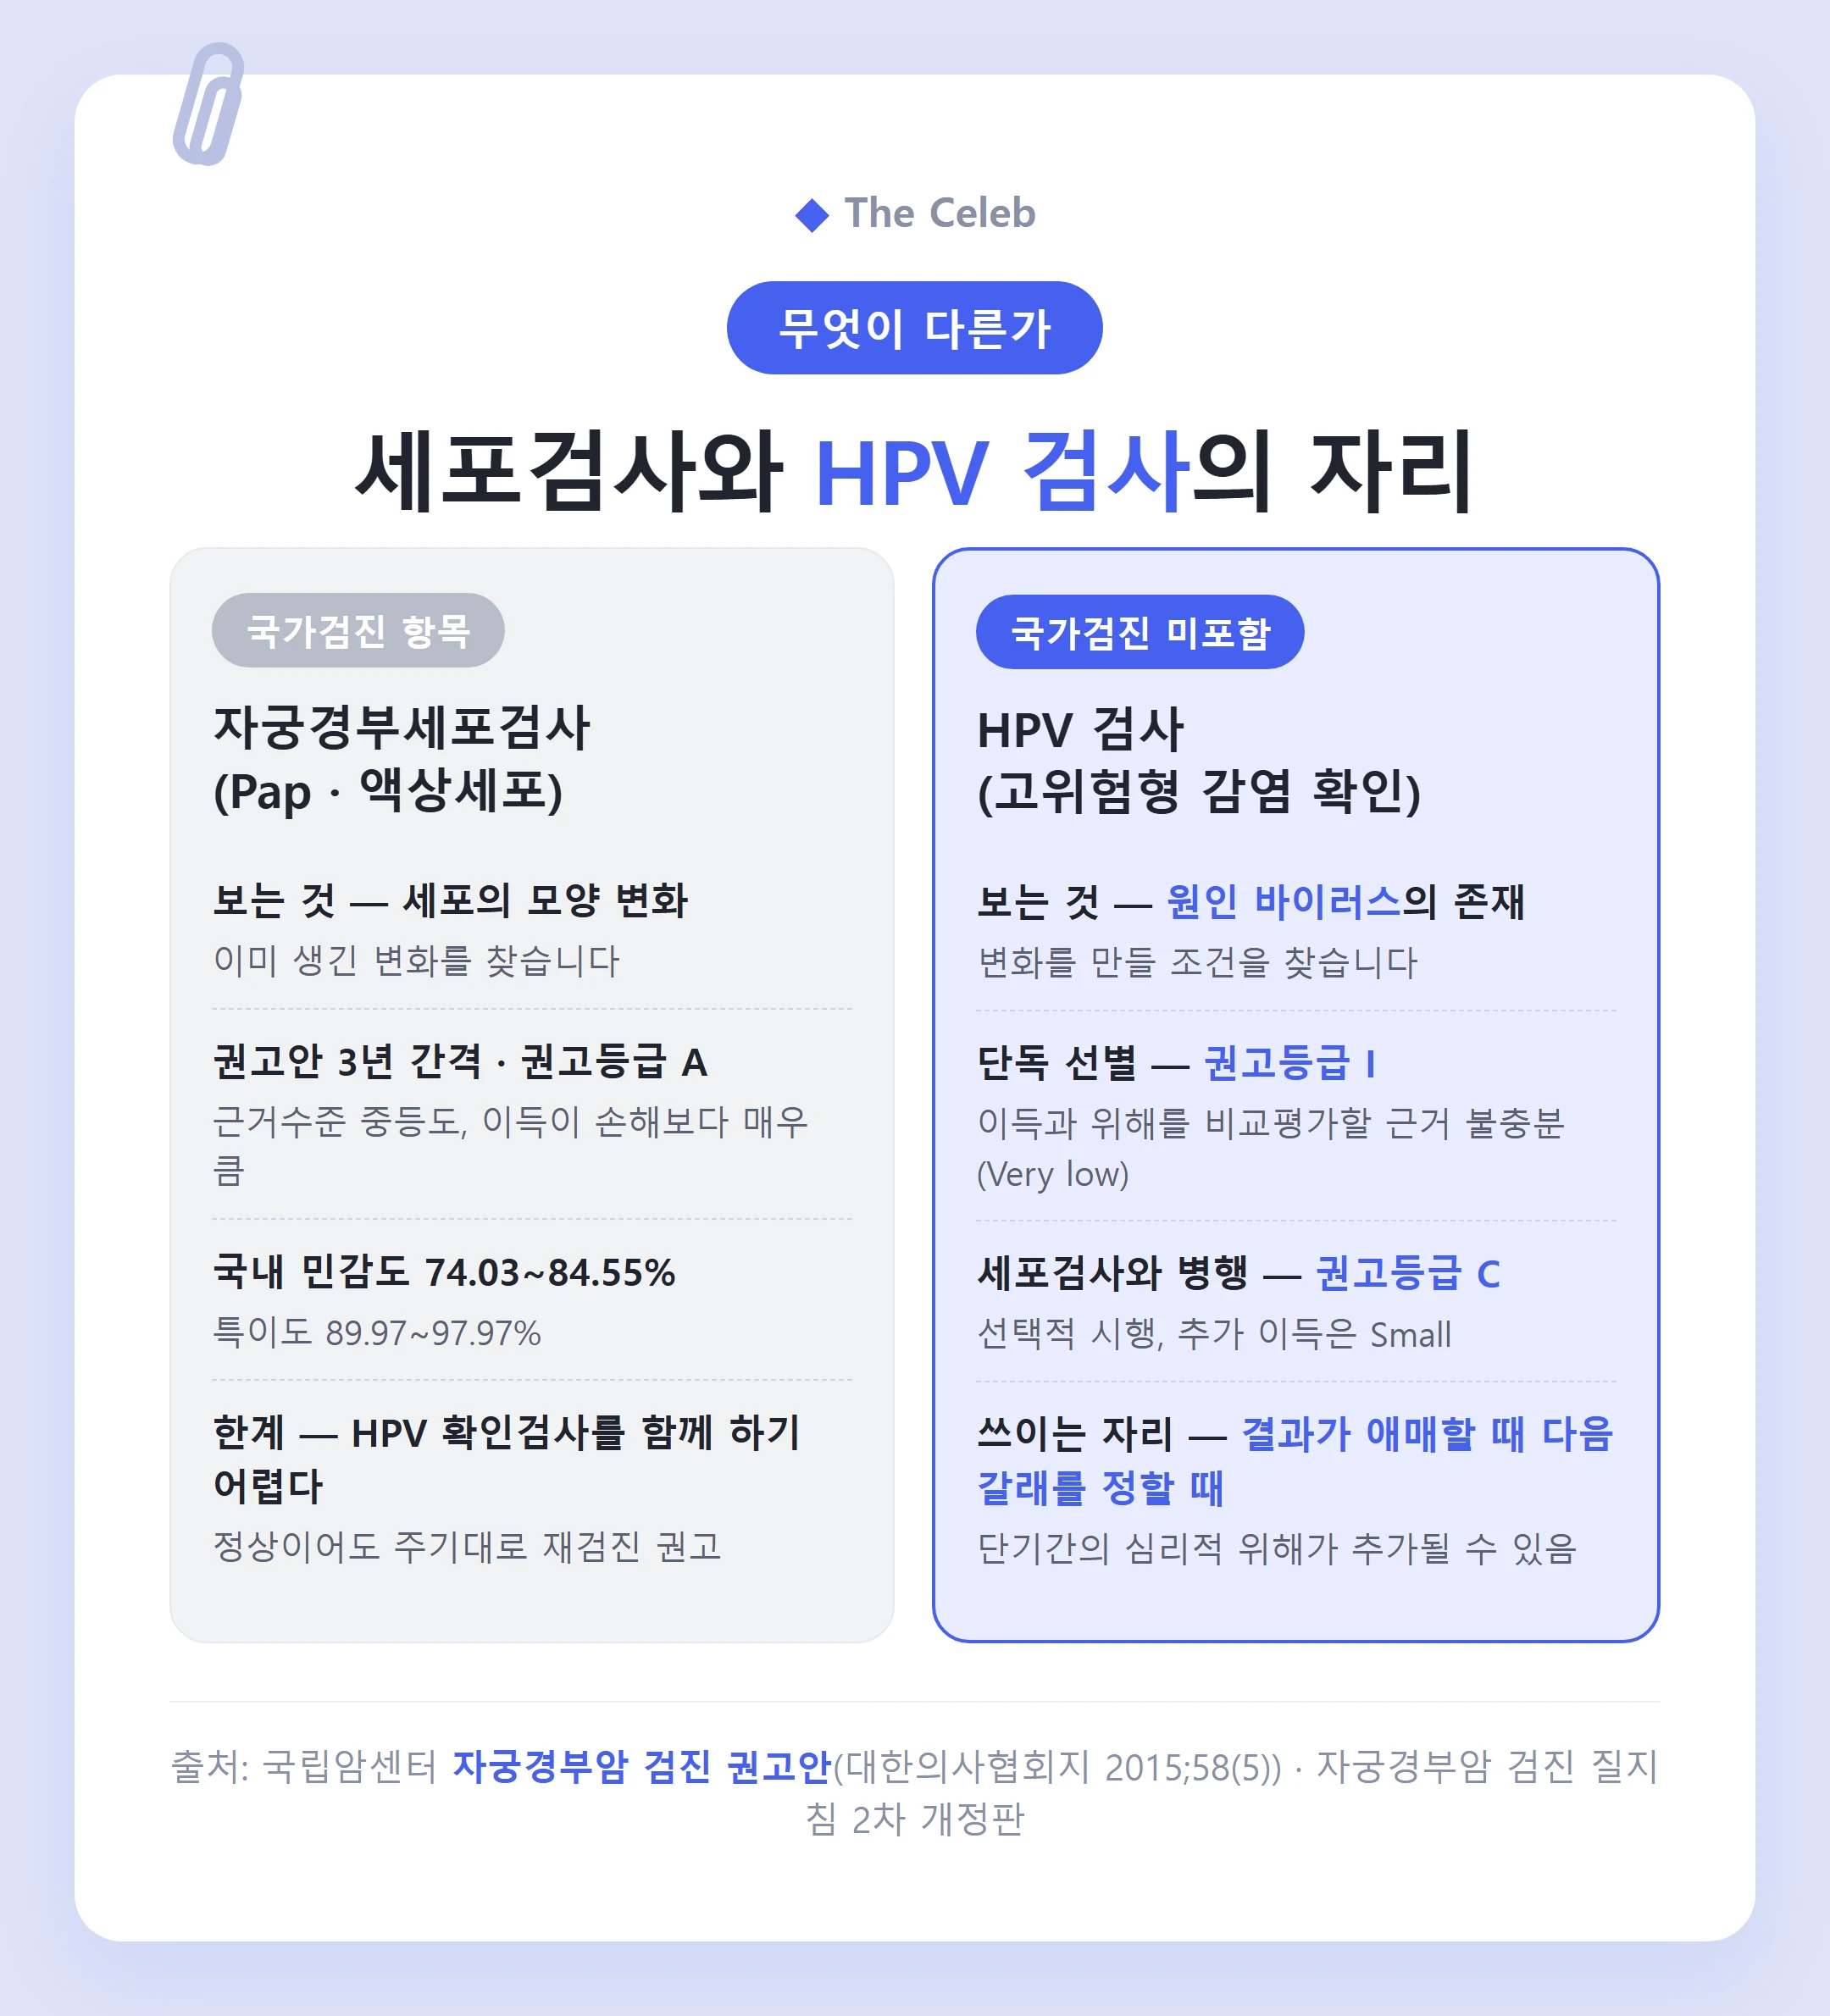 The Celeb
무엇이 다른가
세포검사와 HPV 검사의 자리
국가검진 항목
자궁경부세포검사
(Pap · 액상세포)
보는 것 — 세포의 모양 변화
이미 생긴 변화를 찾습니다
권고안 3년 간격 · 권고등급 A
근거수준 중등도, 이득이 손해보다 매우
큼
국내 민감도 74.03~84.55%
특이도 89.97~97.97%
한계 — HPV 확인검사를 함께 하기
어렵다
정상이어도 주기대로 재검진 권고
국가검진 미포함
HPV 검사
(고위험형 감염 확인)
보는 것 — 원인 바이러스의 존재
변화를 만들 조건을 찾습니다
단독 선별 — 권고등급 I
이득과 위해를 비교평가할 근거 불충분
(Very low)
세포검사와 병행 — 권고등급 C
선택적 시행, 추가 이득은 Small
쓰이는 자리 — 결과가 애매할 때 다음
갈래를 정할 때
단기간의 심리적 위해가 추가될 수 있음
출처: 국립암센터 자궁경부암 검진 권고안(대한의사협회지 2015;58(5)) · 자궁경부암 검진 질지
침 2차 개정판